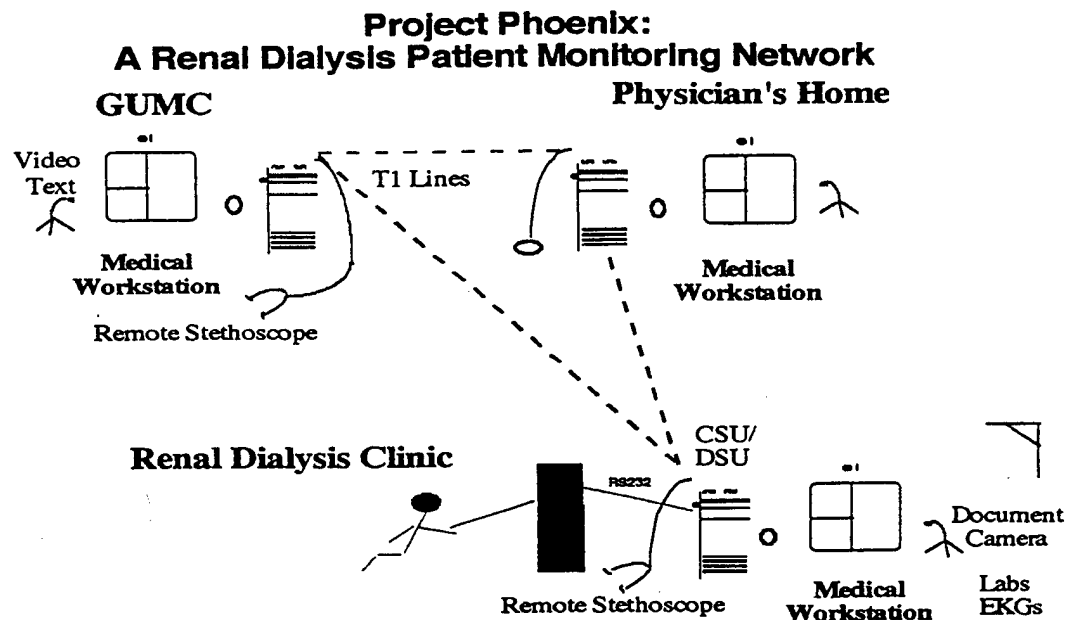 Project Phoenix:
A Renal Dialysis Patient Monitoring Network
GUMC
Physician's Home
Video
Text
T1 Lines
Medical
Workstation
Medical
Workstation
Remote Stethoscope
Renal Dialysis Clinic
CSU/
DSU
RS232
Document
Camera
Remote Stethoscope
Medical
Workstation
Labs
EKGs